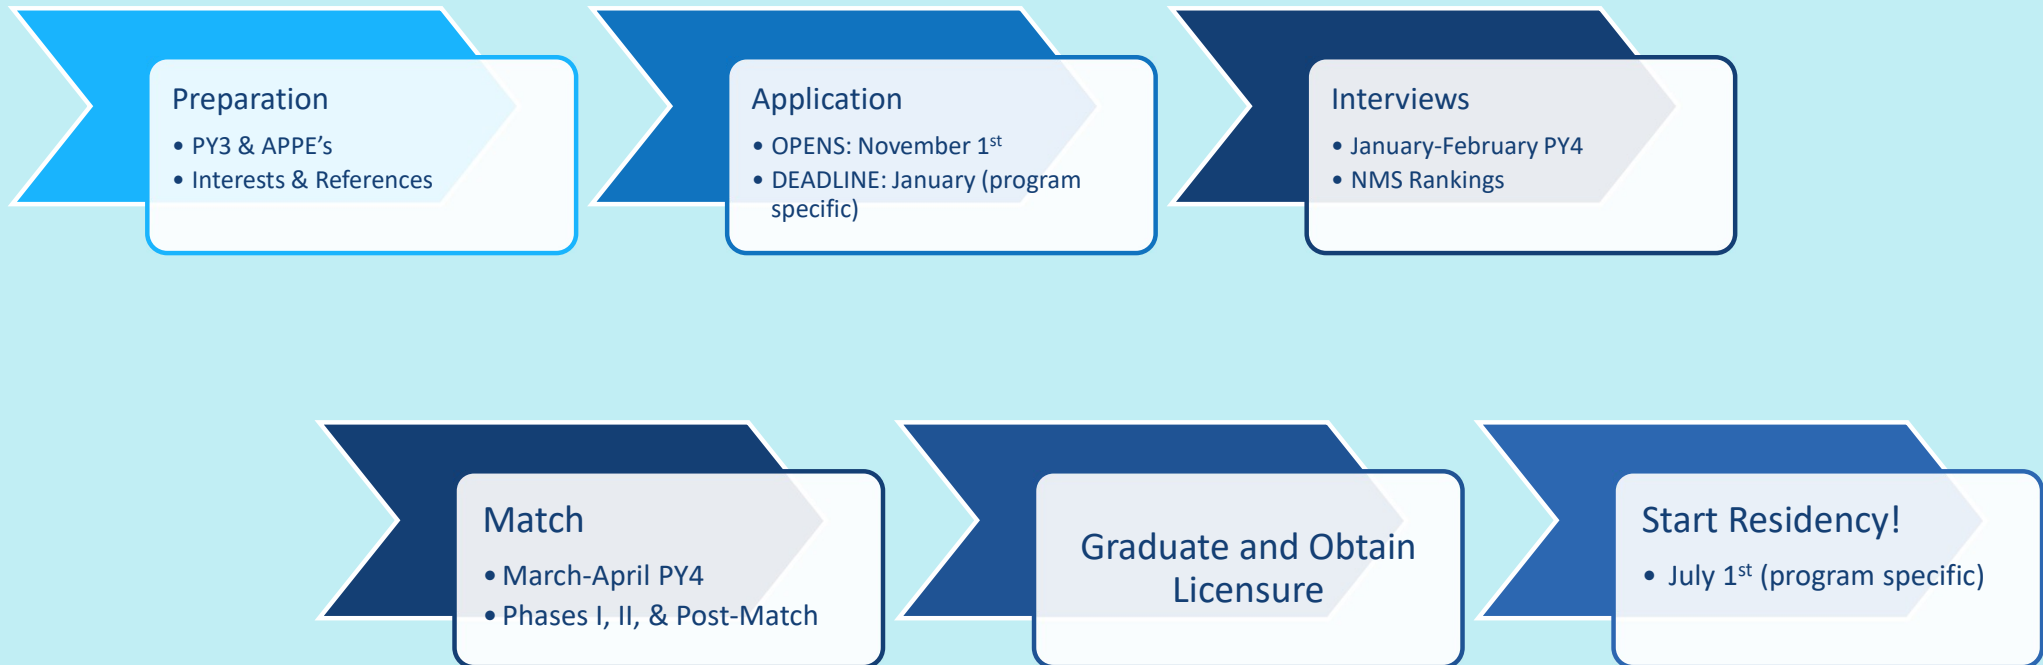 Preparation
• PY3 & APPE’s
• Interests & References
Application
• OPENS: November 1st
• DEADLINE: January (program
specific)
Interviews
• January-February PY4
• NMS Rankings
Match
• March-April PY4
• Phases I, II, & Post-Match
Graduate and Obtain
Licensure
Start Residency!
• July 1st (program specific)